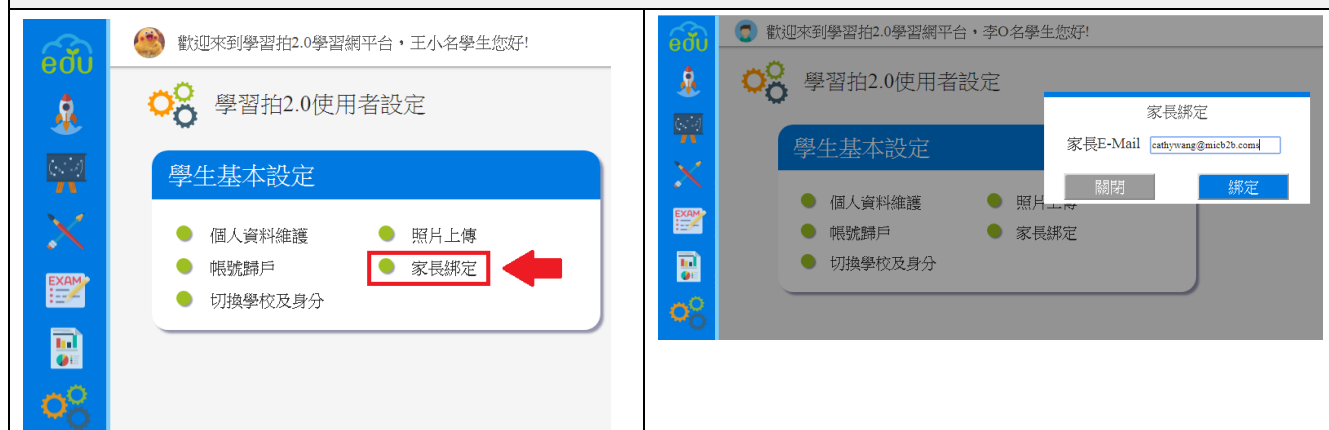 edu
歡迎來到學習拍2.0學習網平台，王小名學生您好!
學習拍2.0使用者設定
學生基本設定
個人資料維護
照片上傳
帳號歸戶
家長綁定
切換學校及身分
EXAM
edu
歡迎來到學習拍2.0學習網平台，李O名學生您好!
學習拍2.0使用者設定
學生基本設定
個人資料維護
照片上傳
帳號歸戶
家長綁定
切換學校及身分
EXAM
家長綁定
家長E-Mail cathywang@micb2b.coms
關閉 綁定